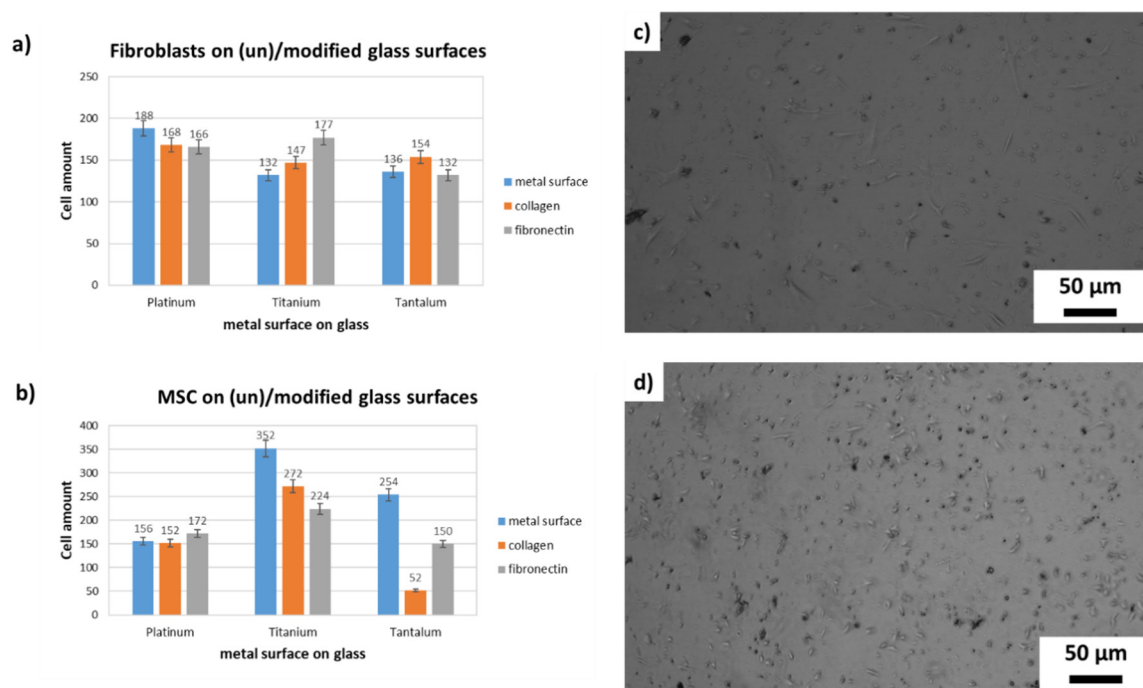 a)
Fibroblasts on (un)/modified glass surfaces
250
200
150
100
50
0
Cell amount
188
168
166
132
147
177
136
154
132
Platinum
Titanium
Tantalum
metal surface on glass
metal surface
collagen
fibronectin
b)
MSC on (un)/modified glass surfaces
400
350
300
250
200
150
100
50
0
Cell amount
156
152
172
352
272
224
254
52
150
Platinum
Titanium
Tantalum
metal surface on glass
metal surface
collagen
fibronectin
c)
50 µm
d)
50 µm